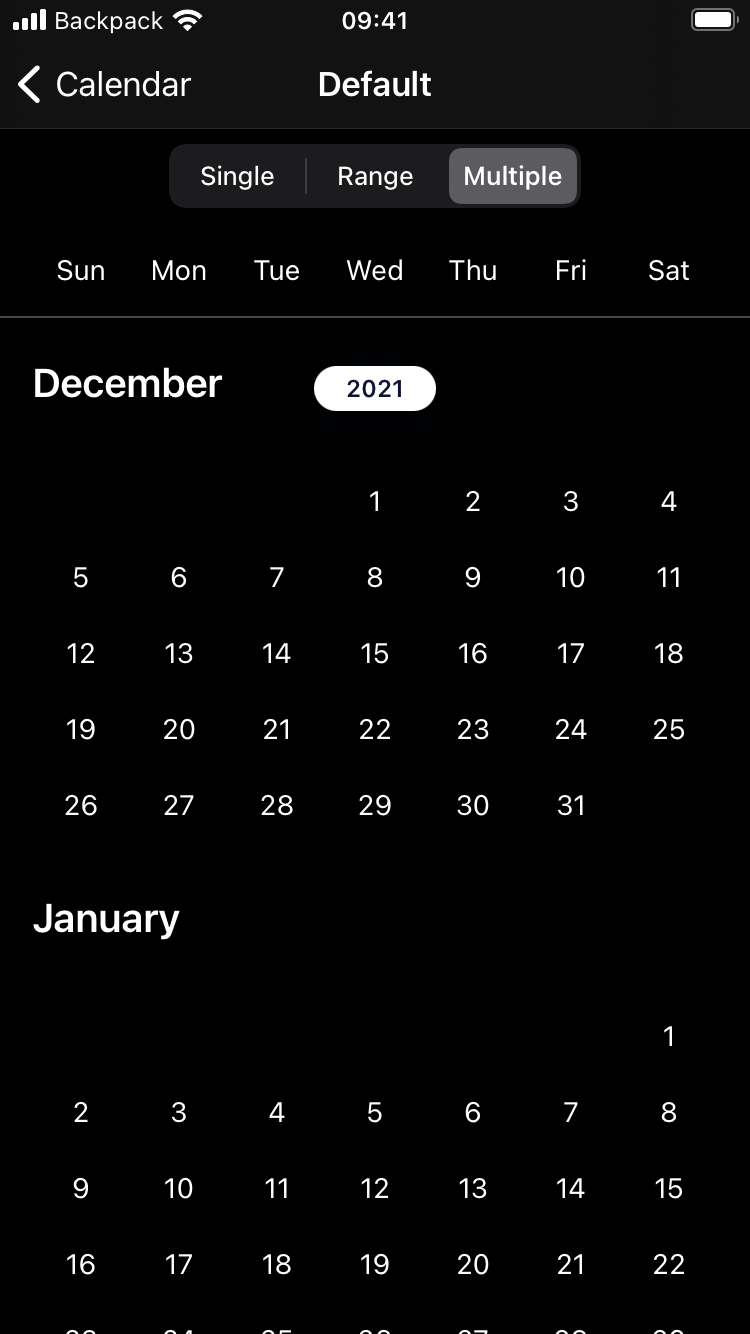 Backpack 09:41
Calendar Default
Single Range Multiple
Sun Mon Tue Wed Thu Fri Sat
December 2021
1 2 3 4
5 6 7 8 9 10 11
12 13 14 15 16 17 18
19 20 21 22 23 24 25
26 27 28 29 30 31
January
1
2 3 4 5 6 7 8
9 10 11 12 13 14 15
16 17 18 19 20 21 22